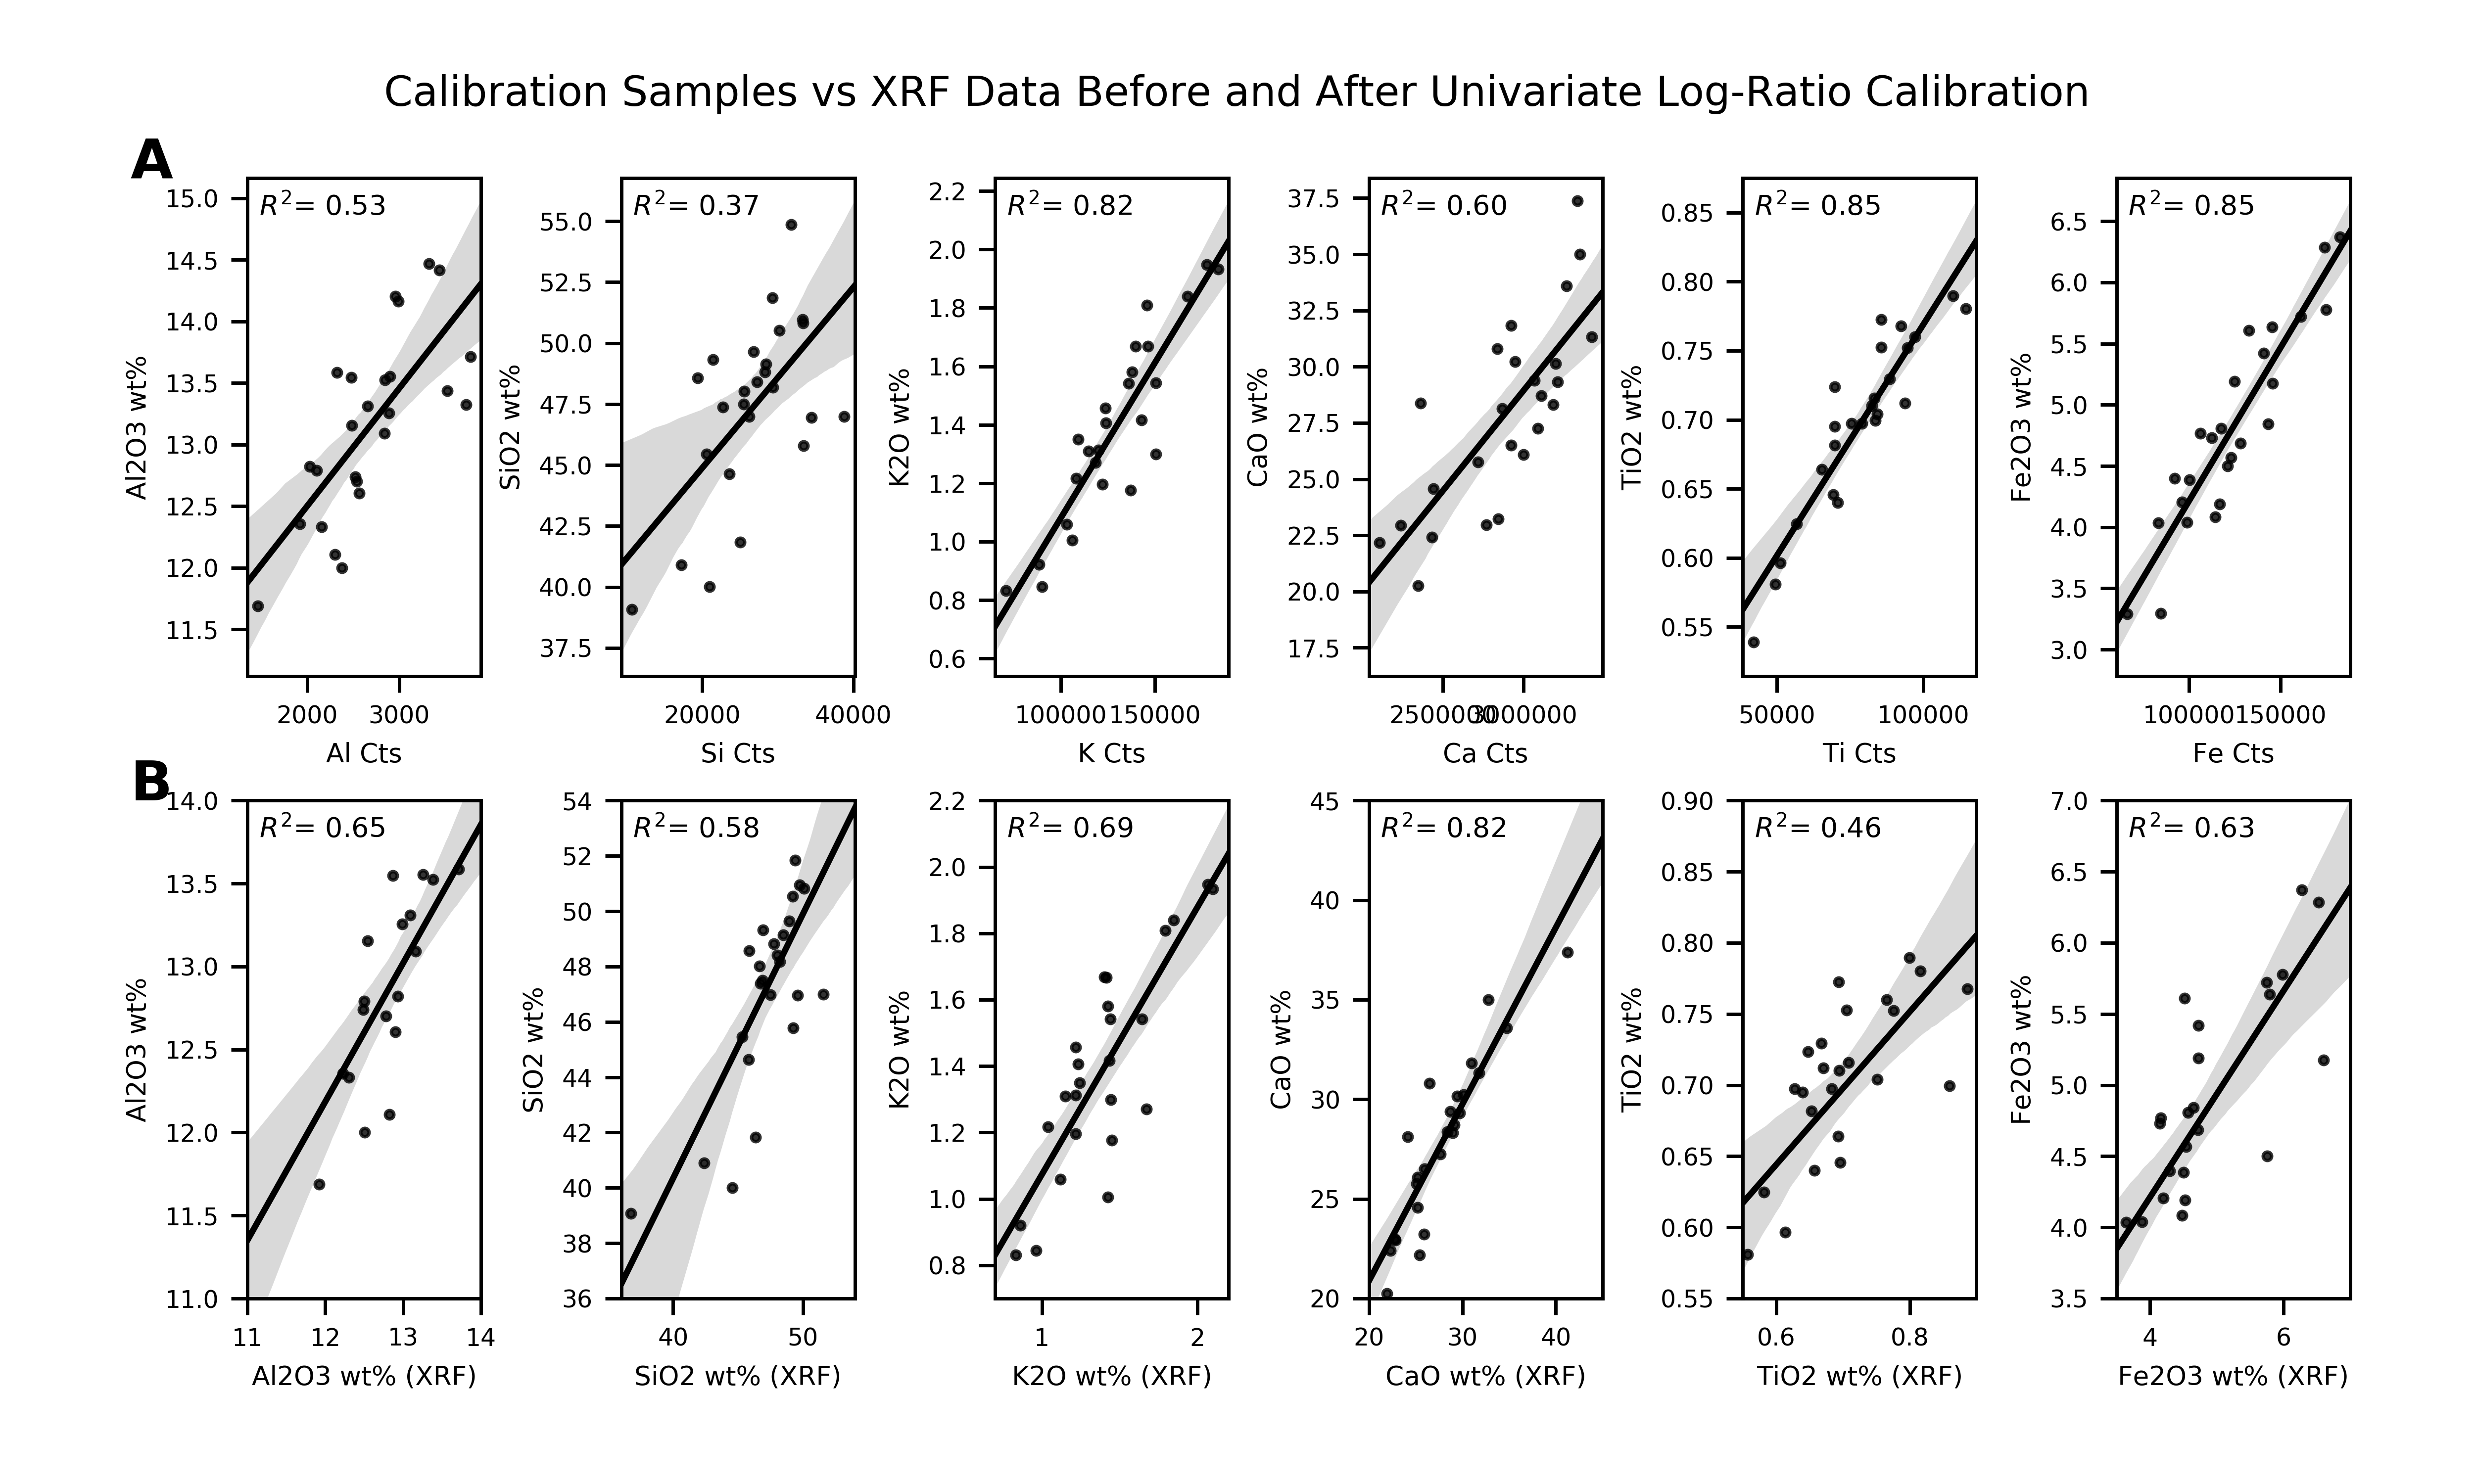 Calibration Samples vs XRF Data Before and After Univariate Log-Ratio Calibration
A
R²= 0.53
Al2O3 wt%
15.0
14.5
14.0
13.5
13.0
12.5
12.0
11.5
2000 3000
Al Cts
R²= 0.37
SiO2 wt%
55.0
52.5
50.0
47.5
45.0
42.5
40.0
37.5
20000 40000
Si Cts
R²= 0.82
K2O wt%
2.2
2.0
1.8
1.6
1.4
1.2
1.0
0.8
0.6
100000 150000
K Cts
R²= 0.60
CaO wt%
37.5
35.0
32.5
30.0
27.5
25.0
22.5
20.0
17.5
2500000 3000000
Ca Cts
R²= 0.85
TiO2 wt%
0.85
0.80
0.75
0.70
0.65
0.60
0.55
50000 100000
Ti Cts
R²= 0.85
Fe2O3 wt%
6.5
6.0
5.5
5.0
4.5
4.0
3.5
3.0
100000 150000
Fe Cts
B
R²= 0.65
Al2O3 wt%
14.0
13.5
13.0
12.5
12.0
11.5
11.0
11 12 13 14
Al2O3 wt% (XRF)
R²= 0.58
SiO2 wt%
54
52
50
48
46
44
42
40
38
36
40 50
SiO2 wt% (XRF)
R²= 0.69
K2O wt%
2.2
2.0
1.8
1.6
1.4
1.2
1.0
0.8
1 2
K2O wt% (XRF)
R²= 0.82
CaO wt%
45
40
35
30
25
20
20 30 40
CaO wt% (XRF)
R²= 0.46
TiO2 wt%
0.90
0.85
0.80
0.75
0.70
0.65
0.60
0.55
0.6 0.8
TiO2 wt% (XRF)
R²= 0.63
Fe2O3 wt%
7.0
6.5
6.0
5.5
5.0
4.5
4.0
3.5
4 6
Fe2O3 wt% (XRF)